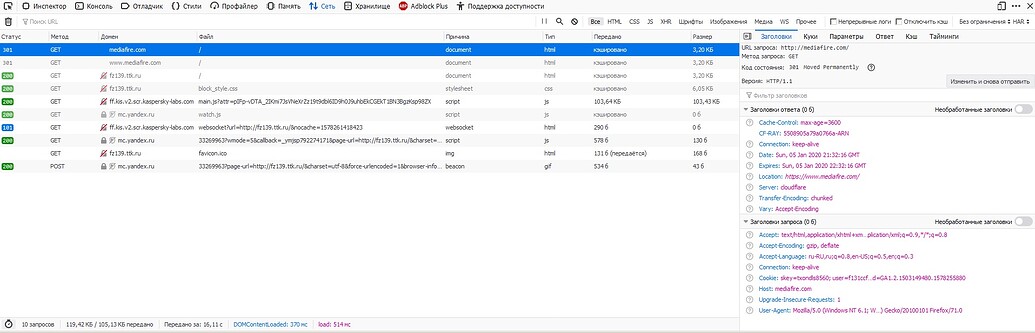 Инспектор Консоль Отладчик Стили Профайлер Память Сеть Хранилище ABP Adblock Plus Поддержка доступности
Поиск URL Все HTML CSS JS XHR Шрифты Изображения Медиа WS Прочее Непрерывные логи Отключить кэш Без ограничения HAR
Статус Метод Домен Файл Причина Тип Передано Размер
301 GET mediafire.com / document html кэшировано 3,20 КБ
301 GET www.mediafire.com / document html кэшировано 3,20 КБ
200 GET fz139.ttk.ru / document html кэшировано 3,20 КБ
200 GET fz139.ttk.ru block_style.css stylesheet css кэшировано 6,05 КБ
200 GET ff.kis.v2.scr.kaspersky-labs.com script js 103,64 КБ 103,43 КБ
200 GET mc.yandex.ru watch.js script js кэшировано 0 б
101 GET ff.kis.v2.scr.kaspersky-labs.com websocket?url=http://fz139.ttk.ru/&nocache=1578261418423 websocket html 290 б 0 б
200 GET mc.yandex.ru 33269963?wmode=5&callback=_ymjsp792274171&page-url=http://fz139.ttk.ru/&charset=... script js 578 б 130 б
GET fz139.ttk.ru favicon.ico img html 131 б (передаётся) 168 б
200 POST mc.yandex.ru 33269963?page-url=http://fz139.ttk.ru/&charset=utf-8&force-urlencoded=1&browser-info... beacon gif 534 б 43 б
10 запросов 119,42 КБ / 105,13 КБ передано Передано за: 16,11 с DOMContentLoaded: 370 мс load: 514 мс
Заголовки Куки Параметры Ответ Кэш Тайминги
URL запроса: http://mediafire.com/
Метод запроса: GET
Код состояния: 301 Moved Permanently
Версия: HTTP/1.1 Изменить и снова отправить
Фильтр заголовков
Заголовки ответа (0 б) Необработанные заголовки
Cache-Control: max-age=3600
CF-RAY: 5508905a79a0766a-ARN
Connection: keep-alive
Date: Sun, 05 Jan 2020 21:32:16 GMT
Expires: Sun, 05 Jan 2020 22:32:16 GMT
Location: https://www.mediafire.com/
Server: cloudflare
Transfer-Encoding: chunked
Vary: Accept-Encoding
Заголовки запроса (0 б) Необработанные заголовки
Accept: text/html,application/xhtml+xm...plication/xml;q=0.9,*/*;q=0.8
Accept-Encoding: gzip, deflate
Accept-Language: ru-RU,ru;q=0.8,en-US;q=0.5,en;q=0.3
Connection: keep-alive
Cookie: skey=txondls8560; user=f131ccf...d=GA1.2.1503149480.1578255880
Host: mediafire.com
Upgrade-Insecure-Requests: 1
User-Agent: Mozilla/5.0 (Windows NT 6.1; W...) Gecko/20100101 Firefox/71.0